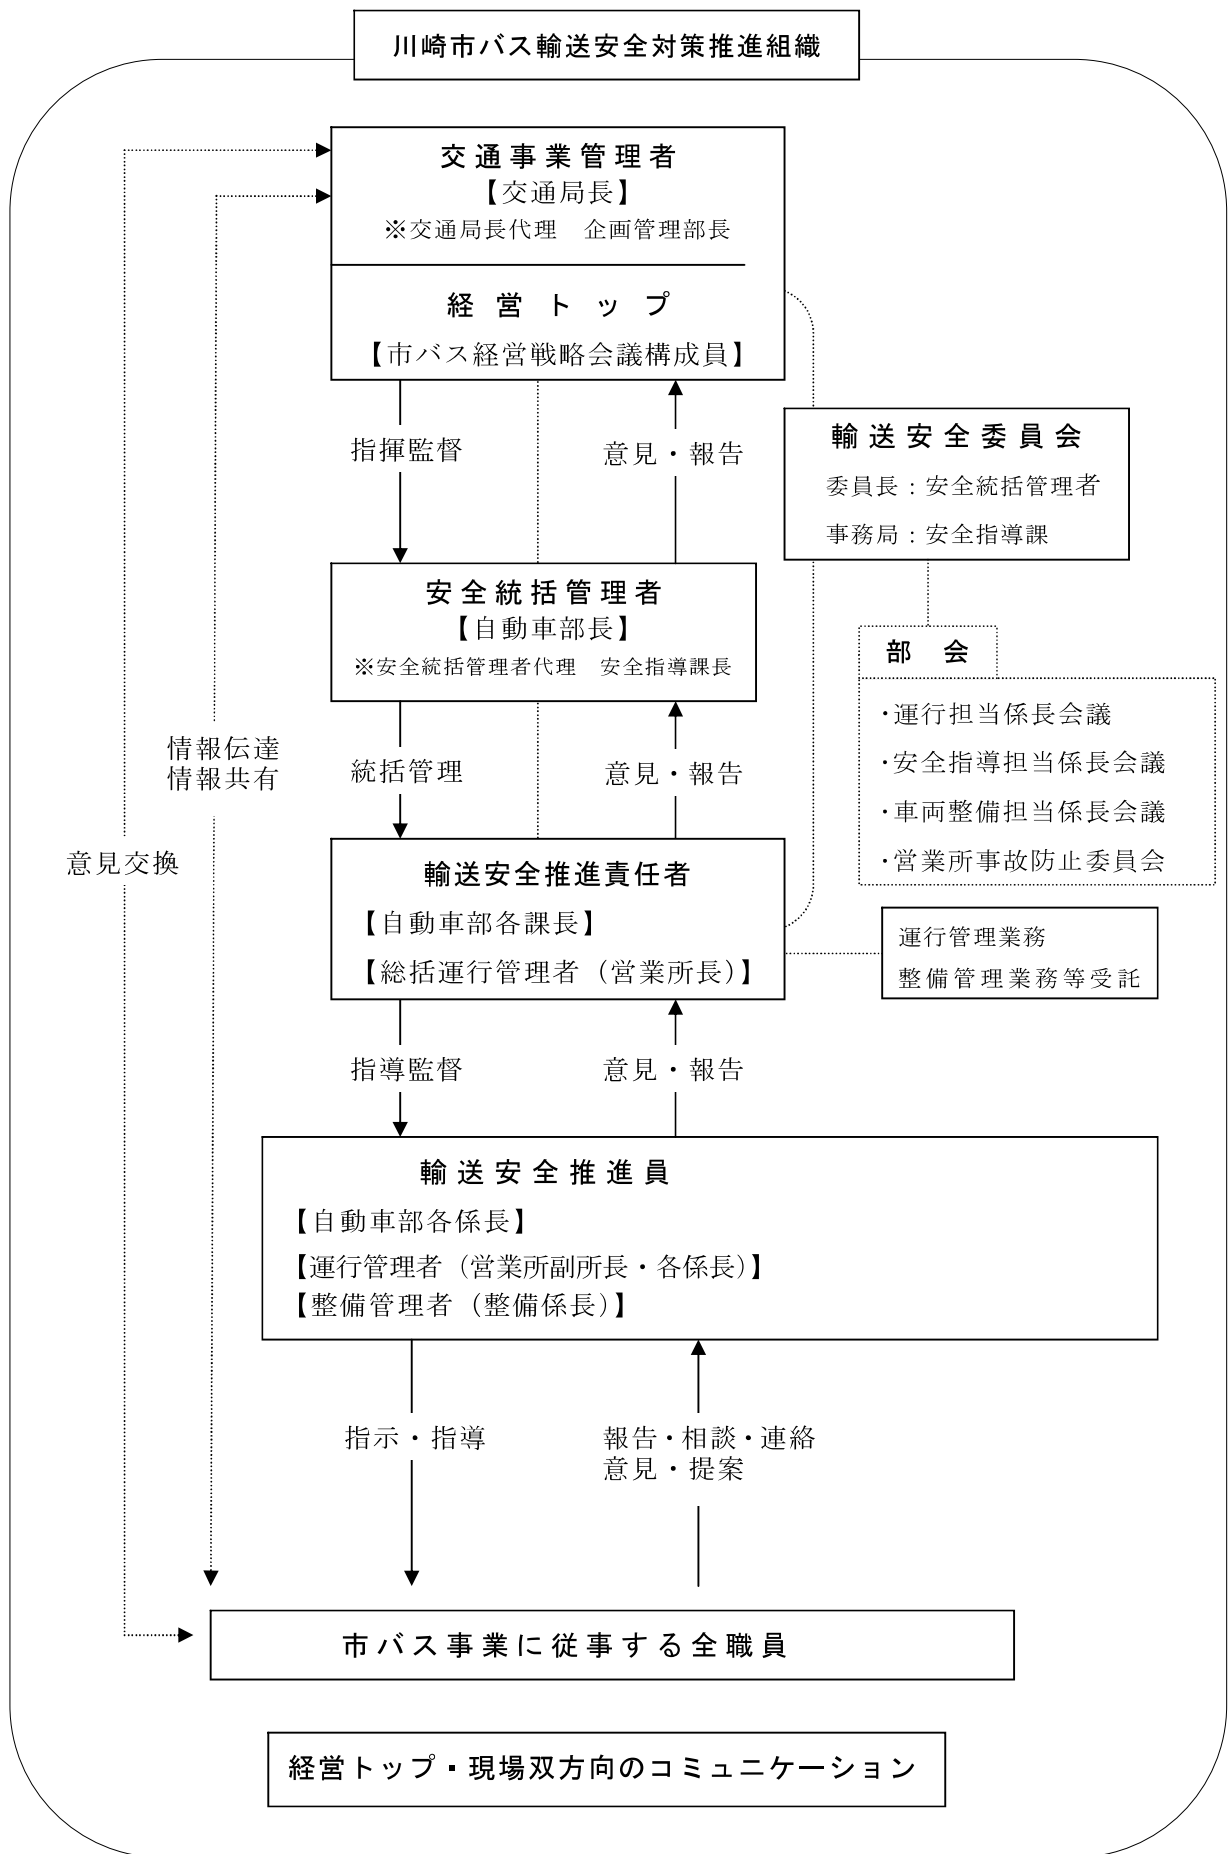 川崎市バス輸送安全対策推進組織
交通事業管理者
【交通局長】
※交通局長代理　企画管理部長
経営トップ
【市バス経営戦略会議構成員】
指揮監督
意見・報告
輸送安全委員会
委員長：安全統括管理者
事務局：安全指導課
安全統括管理者
【自動車部長】
※安全統括管理者代理　安全指導課長
部　会
・運行担当係長会議
・安全指導担当係長会議
・車両整備担当係長会議
・営業所事故防止委員会
情報伝達
情報共有
統括管理
意見・報告
意見交換
輸送安全推進責任者
【自動車部各課長】
【総括運行管理者（営業所長）】
運行管理業務
整備管理業務等受託
指導監督
意見・報告
輸送安全推進員
【自動車部各係長】
【運行管理者（営業所副所長・各係長）】
【整備管理者（整備係長）】
指示・指導
報告・相談・連絡
意見・提案
市バス事業に従事する全職員
経営トップ・現場双方向のコミュニケーション